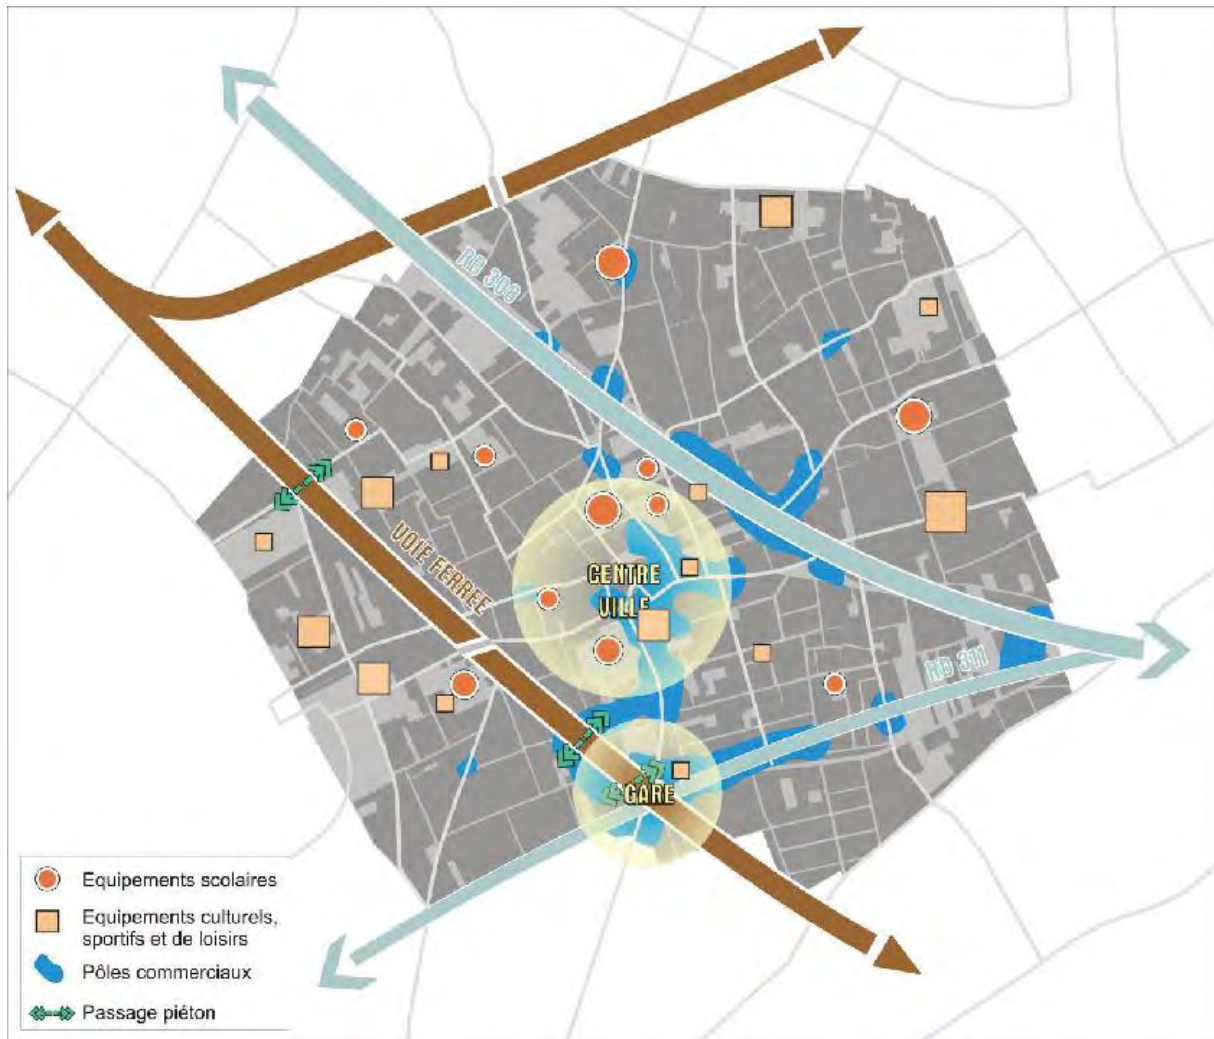 RD 303
VOIE FERREE
CENTRE
VILLE
RD 311
GARE
Equipements scolaires
Equipements culturels,
sportifs et de loisirs
Pôles commerciaux
Passage piéton